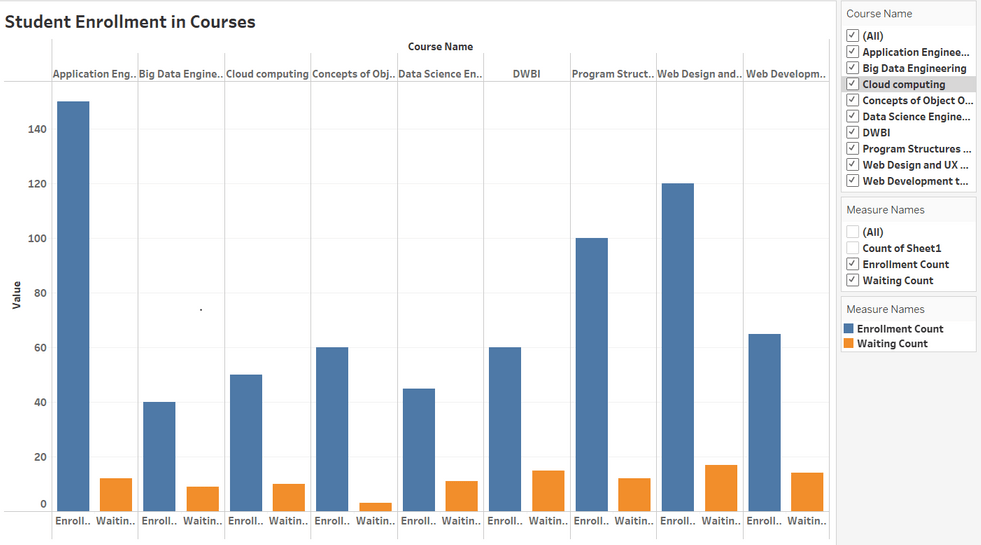 Student Enrollment in Courses
Course Name
Application Eng.. Big Data Engine.. Cloud computing Concepts of Obj.. Data Science En.. DWBI Program Struct.. Web Design and.. Web Developm..
140
120
100
80
60
40
20
0
Value
Enroll.. Waitin.. Enroll.. Waitin.. Enroll.. Waitin.. Enroll.. Waitin.. Enroll.. Waitin.. Enroll.. Waitin.. Enroll.. Waitin.. Enroll.. Waitin.. Enroll.. Waitin..
Course Name
(All)
Application Enginee...
Big Data Engineering
Cloud computing
Concepts of Object O...
Data Science Engine...
DWBI
Program Structures ...
Web Design and UX ...
Web Development t...
Measure Names
(All)
Count of Sheet1
Enrollment Count
Waiting Count
Measure Names
Enrollment Count
Waiting Count